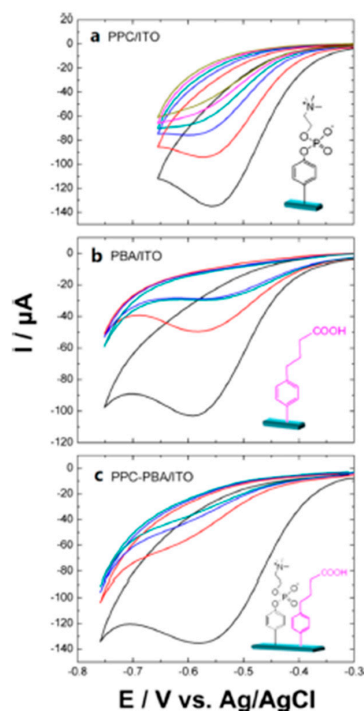 20
0
-20
-40
-60
-80
-100
-120
-140
a PPC/ITO
N+
O
P
O-
O
O
0
-20
-40
-60
-80
-100
-120
b PBA/ITO
COOH
I / µA
0
-20
-40
-60
-80
-100
-120
-140
c PPC-PBA/ITO
COOH
-0.8
-0.7
-0.6
-0.5
-0.4
-0.3
E / V vs. Ag/AgCl